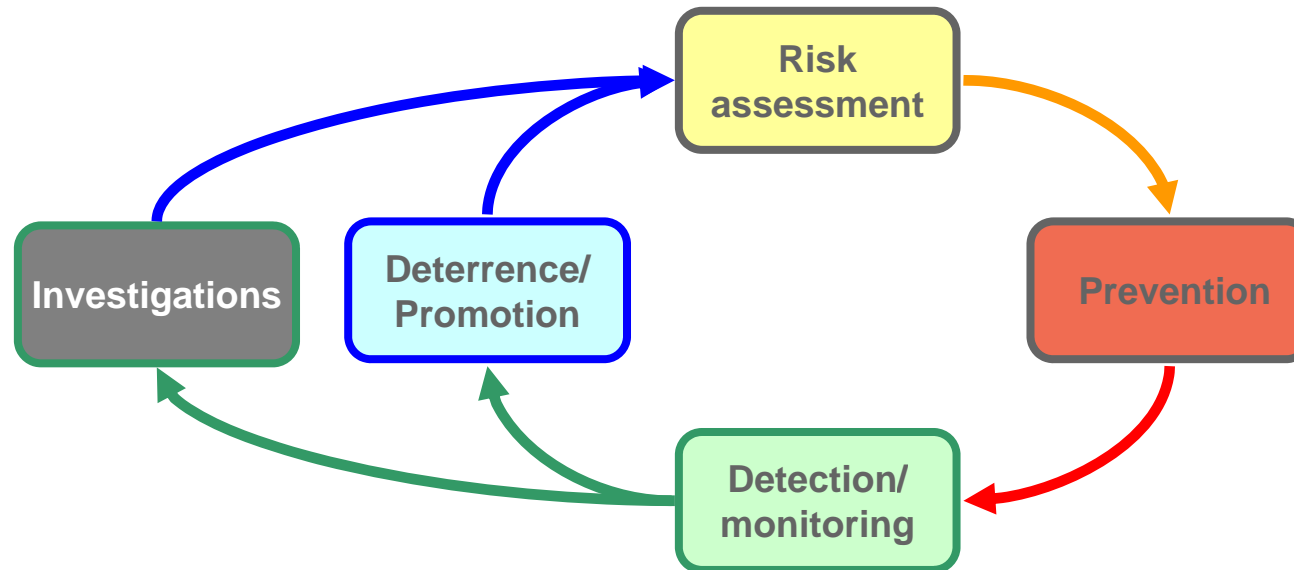 Risk
assessment
Investigations
Deterrence/
Promotion
Prevention
Detection/
monitoring